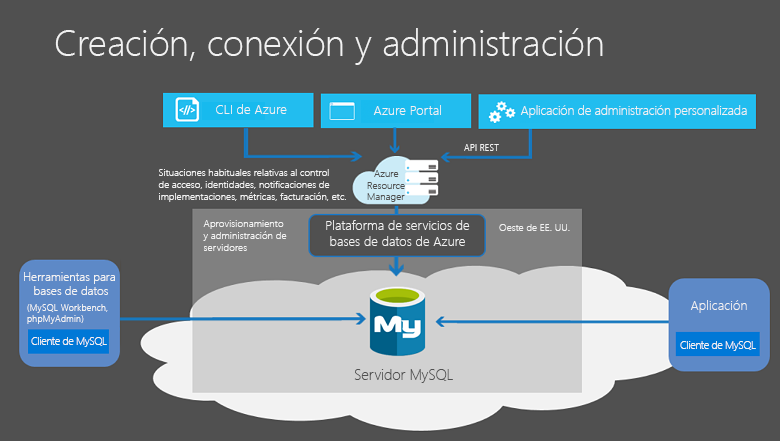 Creación, conexión y administración
CLI de Azure
Azure Portal
Aplicación de administración personalizada
API REST
Situaciones habituales relativas al control
de acceso, identidades, notificaciones de
implementaciones, métricas, facturación, etc.
Azure
Resource
Manager
Aprovisionamiento
y administración de
servidores
Plataforma de servicios de
bases de datos de Azure
Oeste de EE. UU.
Herramientas para
bases de datos
(MySQL Workbench,
phpMyAdmin)
Cliente de MySQL
My
Servidor MySQL
Aplicación
Cliente de MySQL